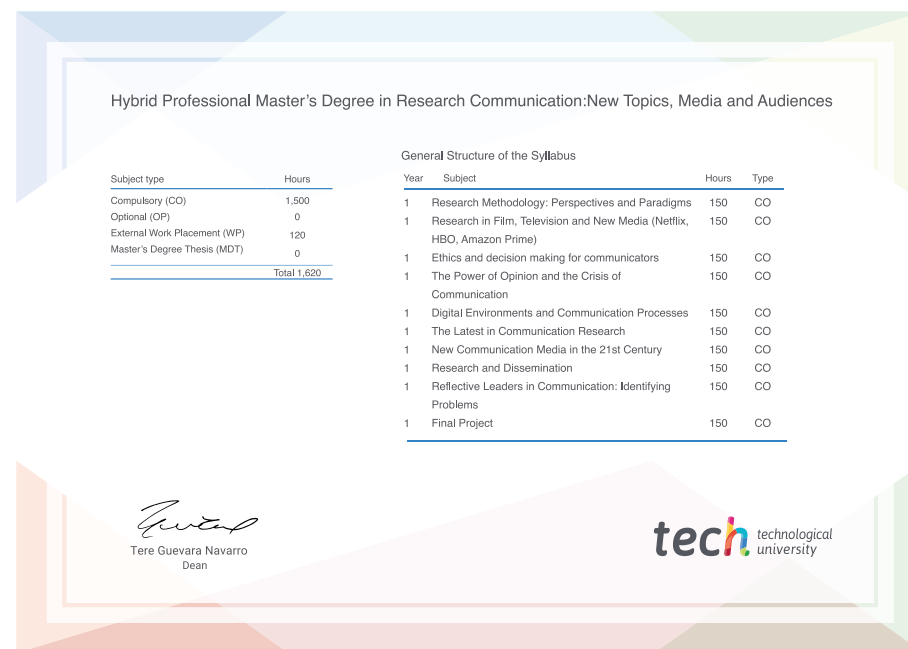 Hybrid Professional Master's Degree in Research Communication:New Topics, Media and Audiences
Subject type Hours
Compulsory (CO) 1,500
Optional (OP) 0
External Work Placement (WP) 120
Master's Degree Thesis (MDT) 0
Total 1,620
General Structure of the Syllabus
Year Subject Hours Type
1 Research Methodology: Perspectives and Paradigms 150 CO
1 Research in Film, Television and New Media (Netflix, 150 CO
HBO, Amazon Prime)
1 Ethics and decision making for communicators 150 CO
1 The Power of Opinion and the Crisis of 150 CO
Communication
1 Digital Environments and Communication Processes 150 CO
1 The Latest in Communication Research 150 CO
1 New Communication Media in the 21st Century 150 CO
1 Research and Dissemination 150 CO
1 Reflective Leaders in Communication: Identifying 150 CO
Problems
1 Final Project 150 CO
Tere Guevara Navarro
Dean
tech technological
university